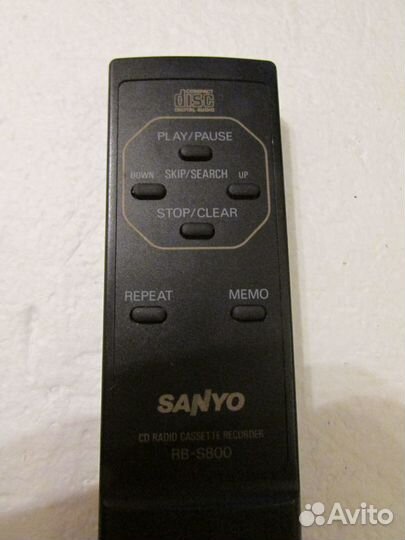 COMPACT
disc
DIGITAL AUDIO
PLAY/PAUSE
DOWN SKIP/SEARCH UP
STOP/CLEAR
REPEAT MEMO
SANYO
CD RADIO CASSETTE RECORDER
RB-S800
Avito